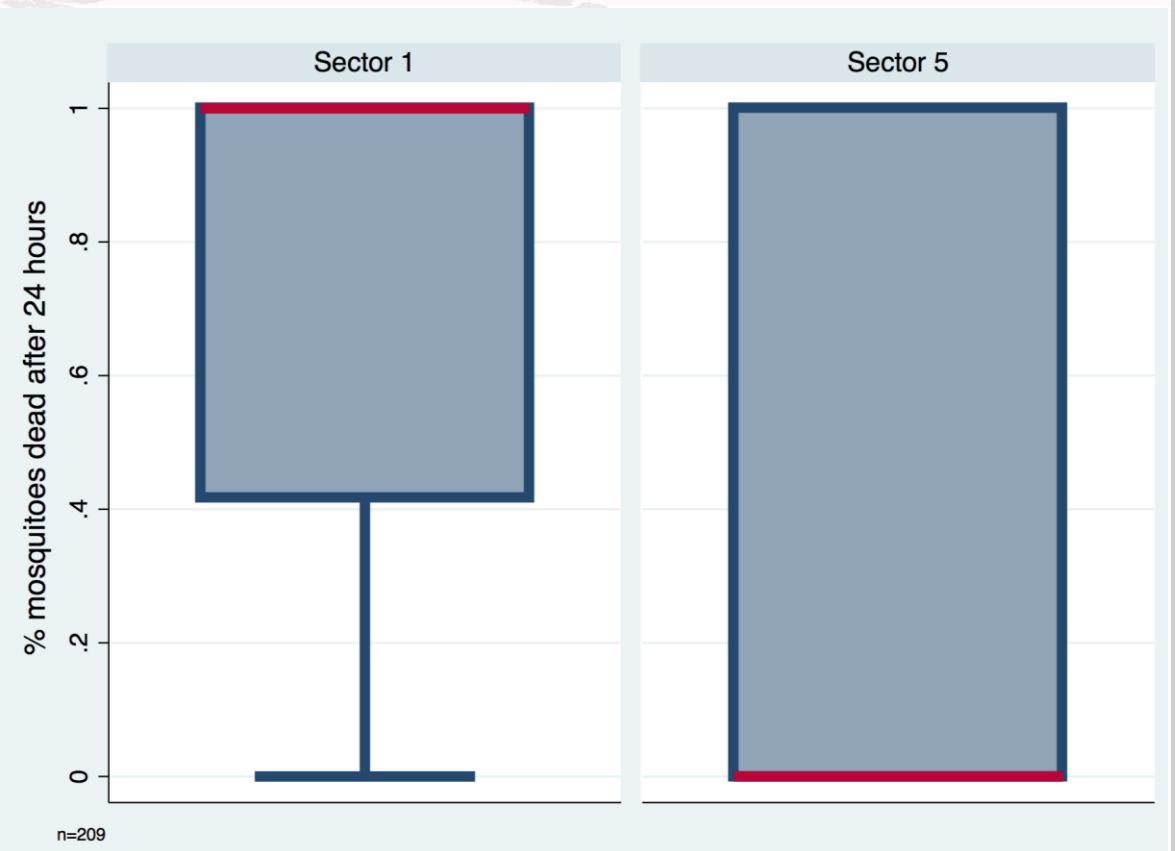 Sector 1
Sector 5
% mosquitoes dead after 24 hours
1
.8
.6
.4
.2
0
n=209